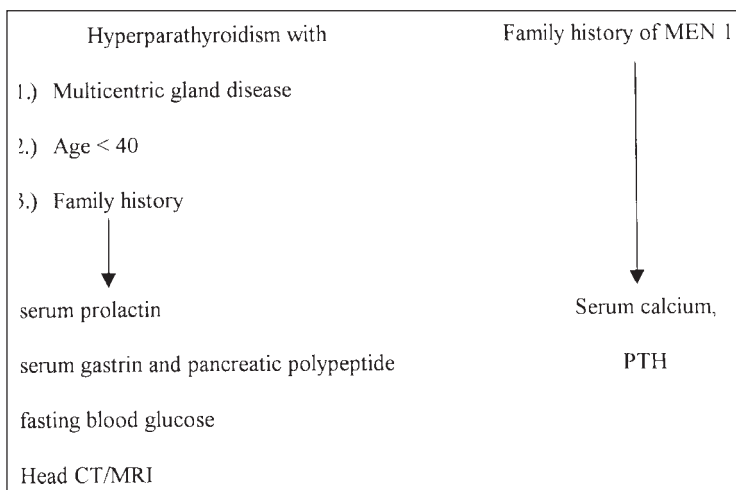 Hyperparathyroidism with
1.) Multicentric gland disease
2.) Age < 40
3.) Family history
serum prolactin
serum gastrin and pancreatic polypeptide
fasting blood glucose
Head CT/MRI
Family history of MEN 1
Serum calcium,
PTH